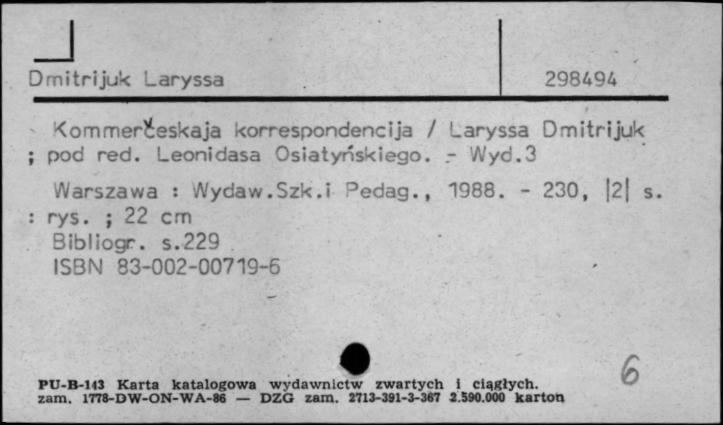 Dmitrijuk Laryssa 298494
Kommerčeskaja korrespondencija / Laryssa Dmitrijuk
; pod red. Leonidasa Osiatyńskiego. - Wyd.3
Warszawa : Wydaw.Szk.i Pedag., 1988. - 230, |2| s.
: rys. ; 22 cm
Bibliogr. s.229
ISBN 83-002-00719-6
6
PU-B-143 Karta katalogowa wydawnictw zwartych i ciągłych.
zam. 1778-DW-ON-WA-86 — DZG zam. 2713-391-3-367 2.590.000 karton